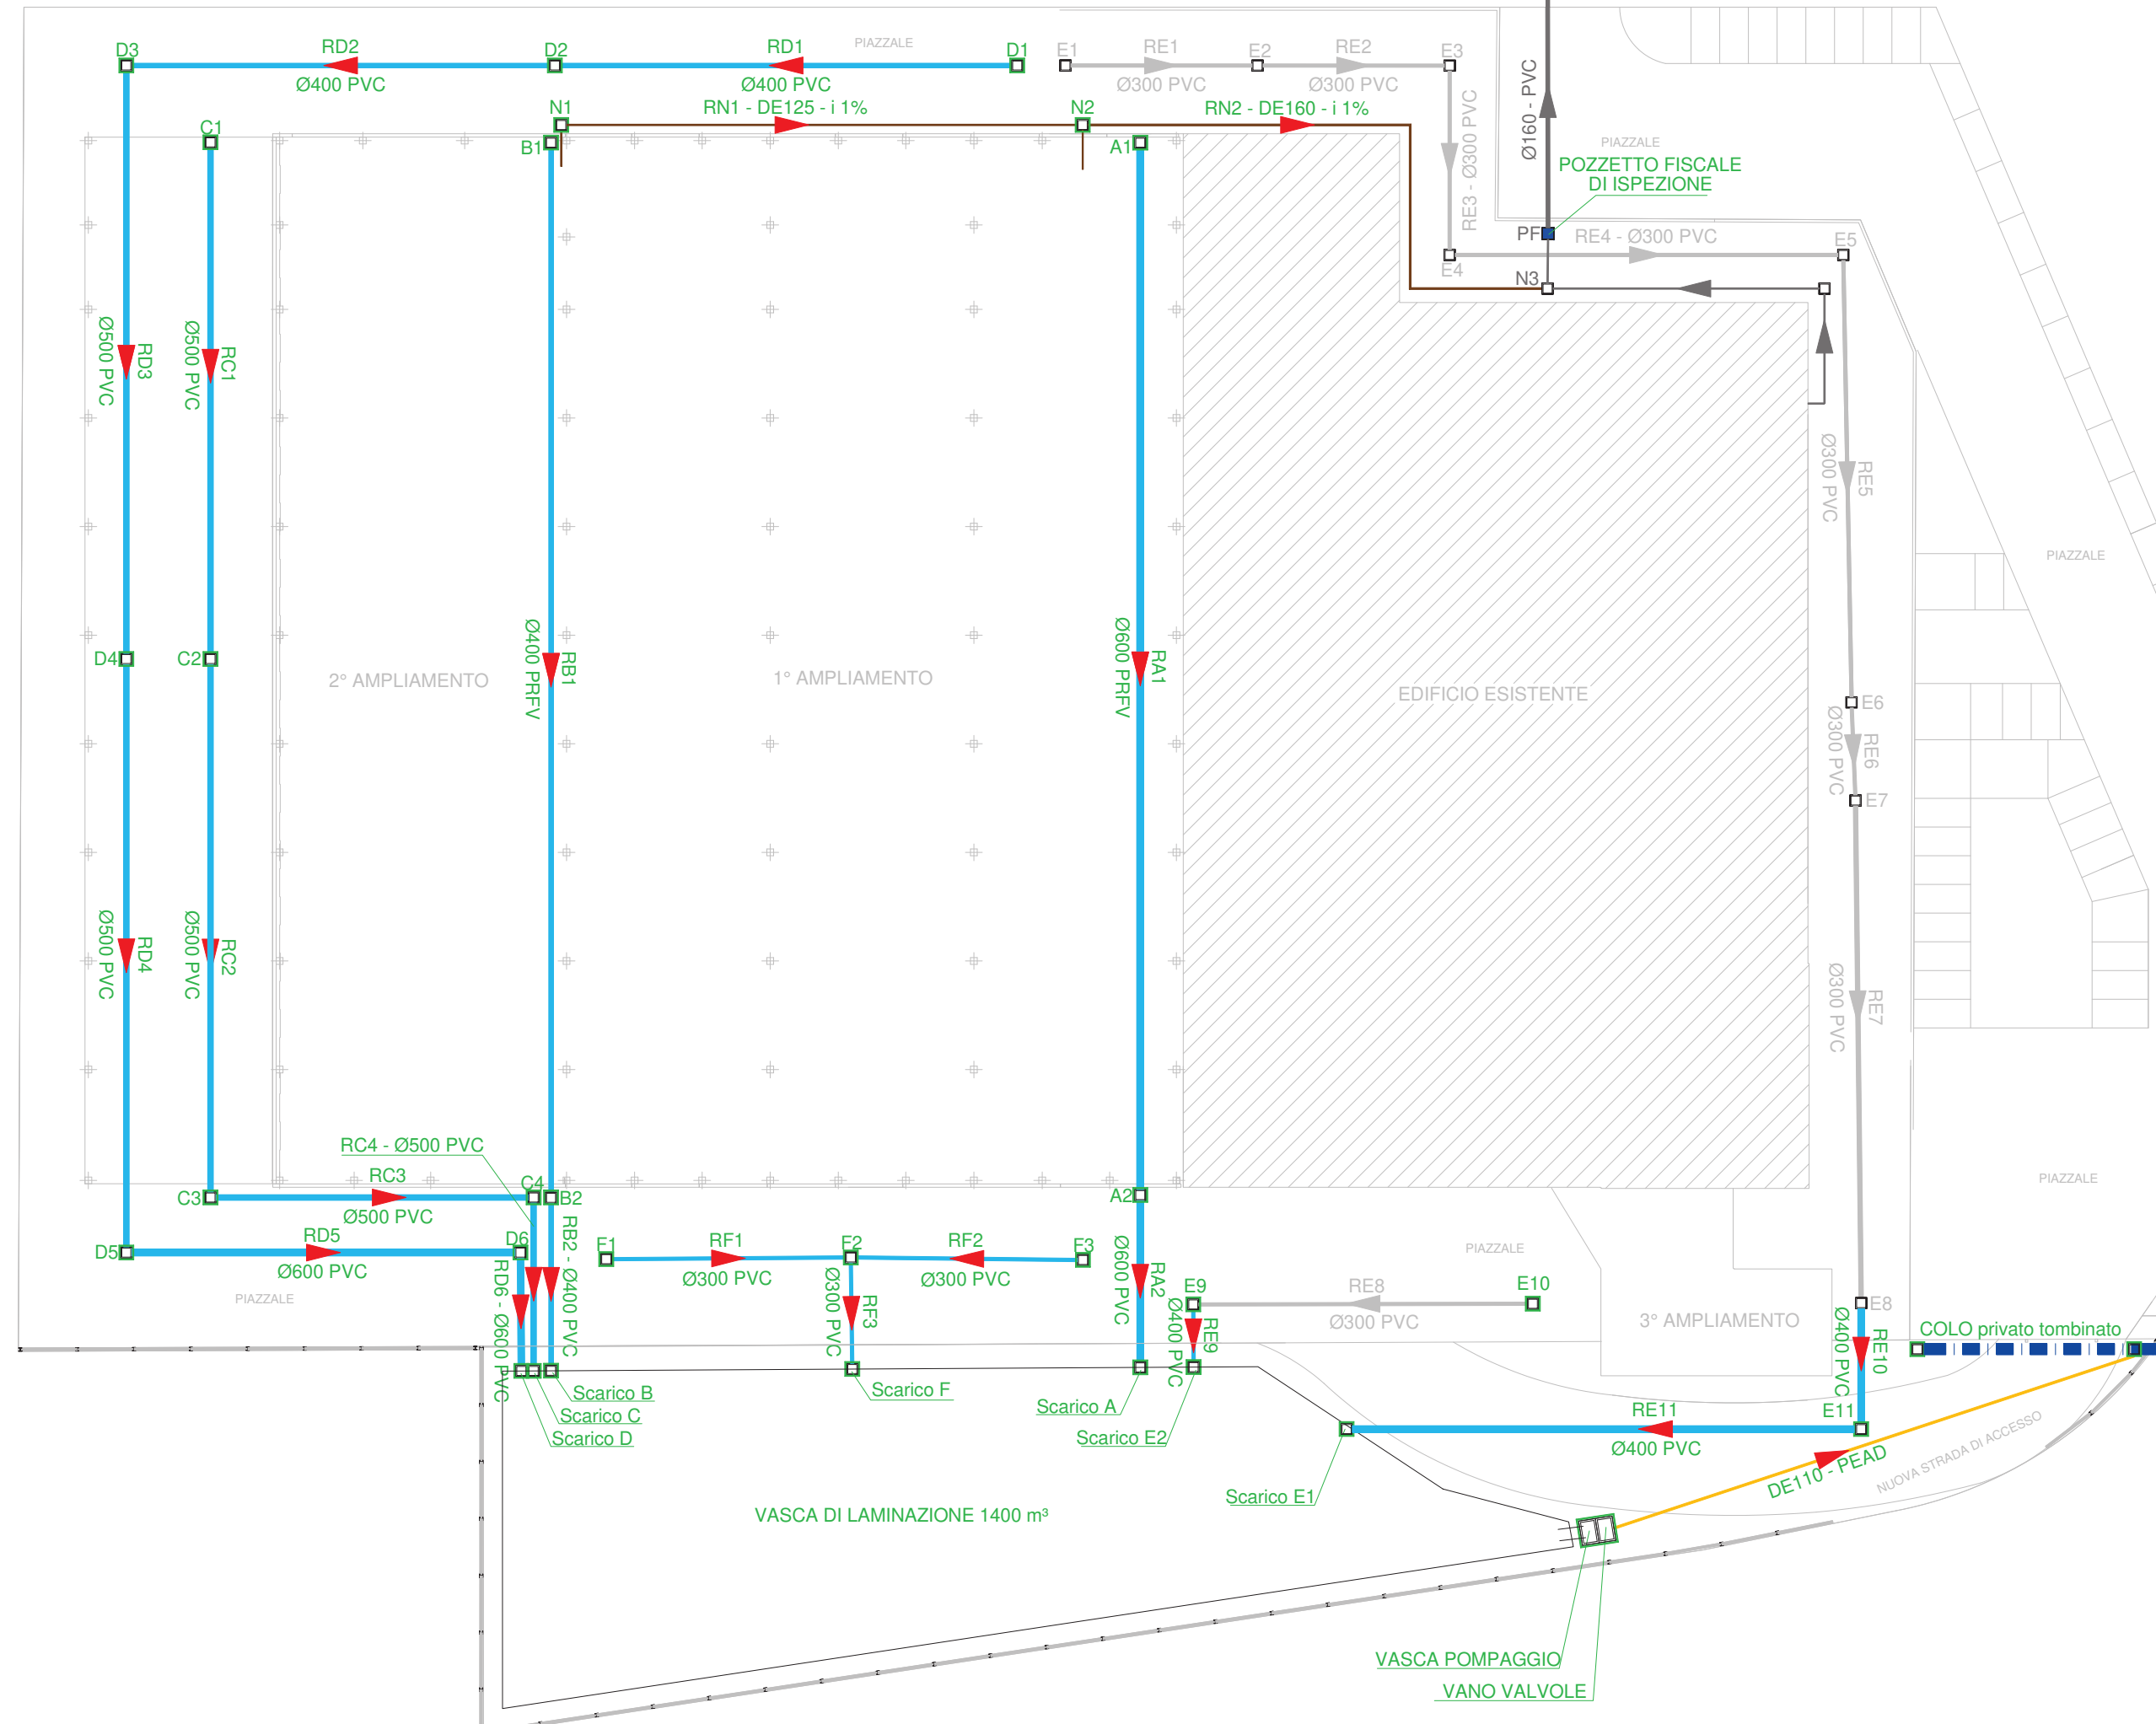 PIAZZALE
D3
RD2
D2
RD1
D1
E1
RE1
E2
RE2
E3
Ø400 PVC
Ø400 PVC
Ø300 PVC
Ø300 PVC
Ø160 - PVC
N1
RN1 - DE125 - i 1%
N2
RN2 - DE160 - i 1%
C1
B1
A1
RE3 - Ø300 PVC
PIAZZALE
POZZETTO FISCALE
DI ISPEZIONE
PF
RE4 - Ø300 PVC
E5
E4
N3
Ø500 PVC
RD3
Ø500 PVC
RC1
Ø300 PVC
RE5
PIAZZALE
D4
C2
Ø400 PRFV
RB1
Ø600 PRFV
RA1
2° AMPLIAMENTO
1° AMPLIAMENTO
EDIFICIO ESISTENTE
E6
Ø300 PVC
RE6
E7
Ø500 PVC
RD4
Ø500 PVC
RC2
Ø300 PVC
RE7
RC4 - Ø500 PVC
RC3
C4
C3
B2
A2
Ø500 PVC
PIAZZALE
RD5
D6
D5
Ø600 PVC
RD6 - Ø600 PVC
RB2 - Ø400 PVC
F1
RF1
F2
RF2
F3
Ø300 PVC
Ø300 PVC
Ø300 PVC
RF3
Ø600 PVC
RA2
PIAZZALE
PIAZZALE
E9
RE8
E10
Ø300 PVC
Ø400 PVC
RE9
3° AMPLIAMENTO
E8
Ø400 PVC
RE10
COLO privato tombinato
Scarico B
Scarico C
Scarico D
Scarico F
Scarico A
Scarico E2
RE11
E11
Ø400 PVC
Scarico E1
DE110 - PEAD
NUOVA STRADA DI ACCESSO
VASCA DI LAMINAZIONE 1400 m³
VASCA POMPAGGIO
VANO VALVOLE